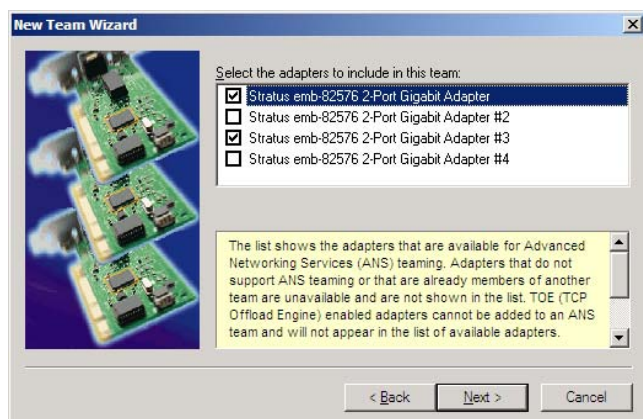 New Team Wizard
Select the adapters to include in this team:
Stratus emb-82576 2-Port Gigabit Adapter
Stratus emb-82576 2-Port Gigabit Adapter #2
Stratus emb-82576 2-Port Gigabit Adapter #3
Stratus emb-82576 2-Port Gigabit Adapter #4
The list shows the adapters that are available for Advanced
Networking Services (ANS) teaming. Adapters that do not
support ANS teaming or that are already members of another
team are unavailable and are not shown in the list. TOE (TCP
Offload Engine) enabled adapters cannot be added to an ANS
team and will not appear in the list of available adapters.
< Back
Next >
Cancel